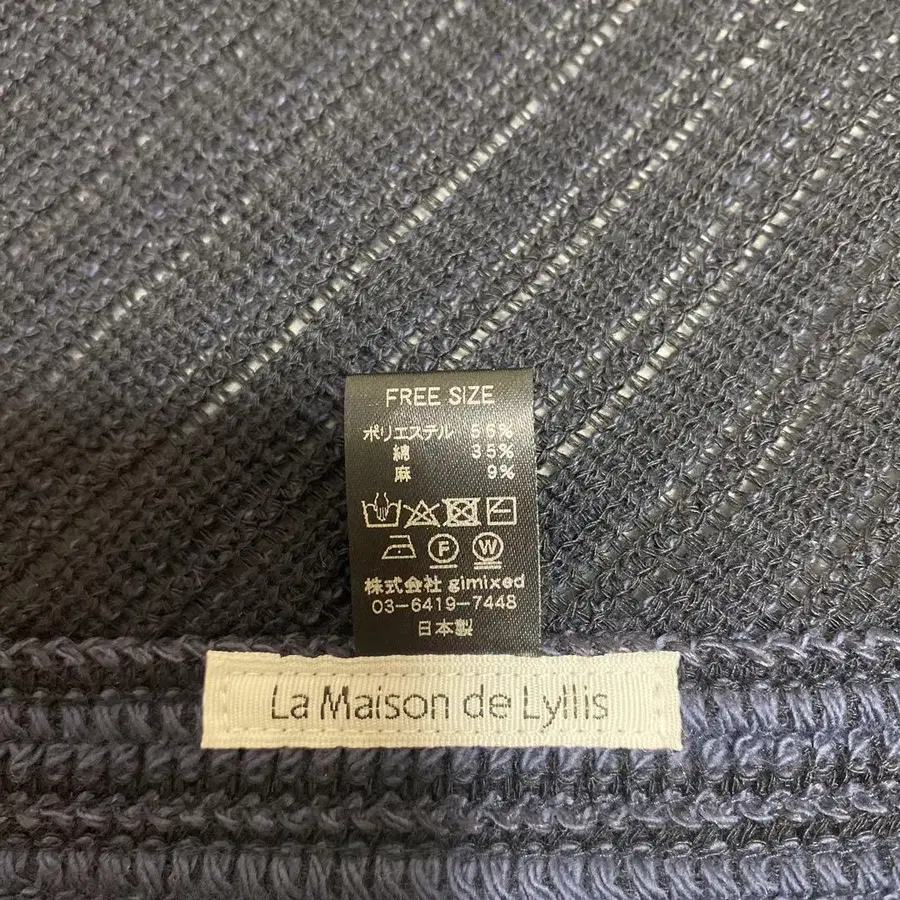 FREE SIZE
ポリエステル 56%
綿 35%
麻 9%
F W
株式会社 gimixed
03-6419-7448
日本製
La Maison de Lyllis